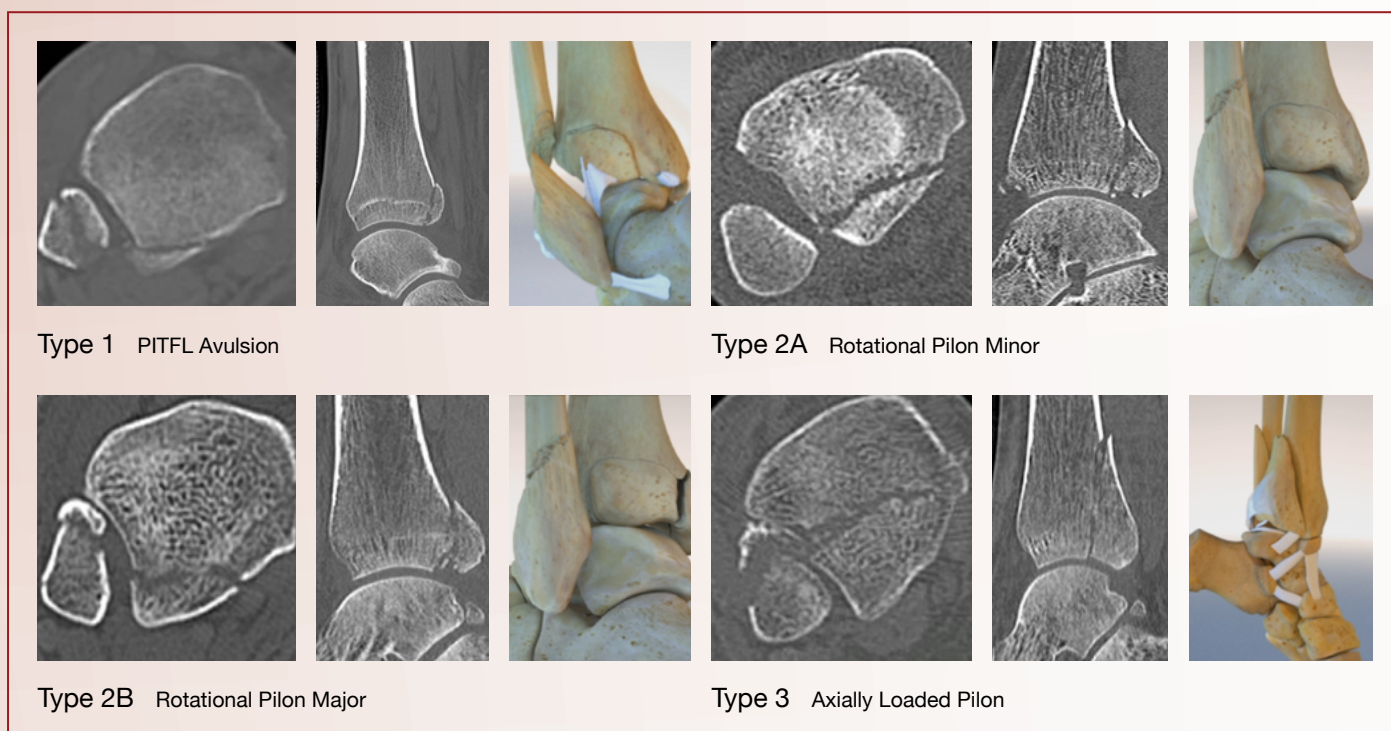 Type 1 PITFL Avulsion
Type 2A Rotational Pilon Minor
Type 2B Rotational Pilon Major
Type 3 Axially Loaded Pilon